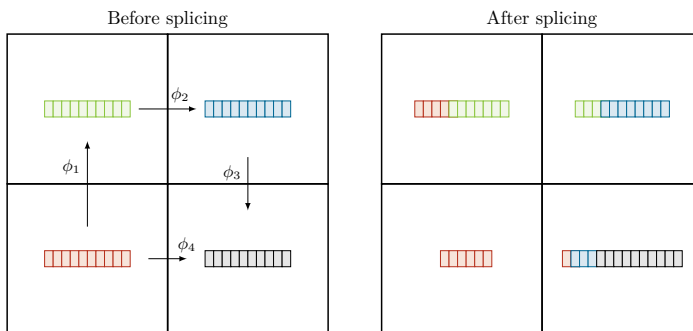 Before splicing
After splicing
ϕ2
ϕ1
ϕ3
ϕ4